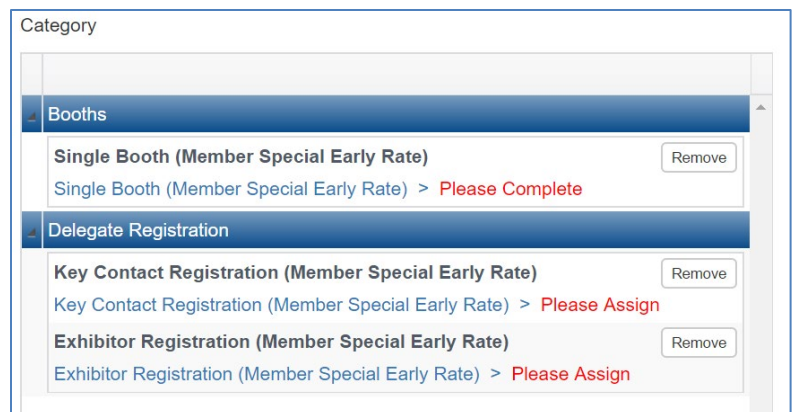 Category
Booths
Single Booth (Member Special Early Rate)
Remove
Single Booth (Member Special Early Rate) > Please Complete
Delegate Registration
Key Contact Registration (Member Special Early Rate)
Remove
Key Contact Registration (Member Special Early Rate) > Please Assign
Exhibitor Registration (Member Special Early Rate)
Remove
Exhibitor Registration (Member Special Early Rate) > Please Assign